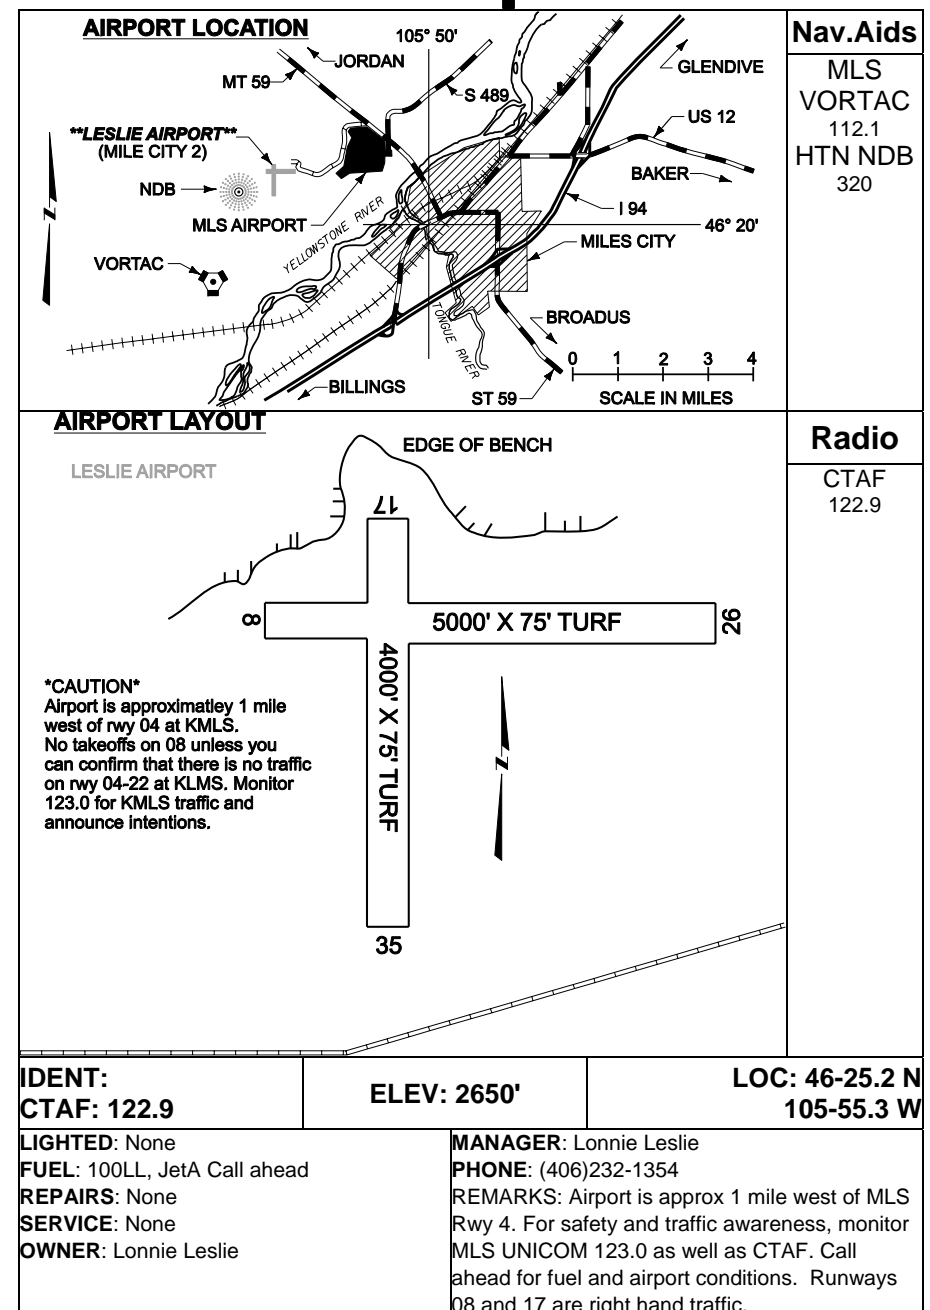 AIRPORT LOCATION
105° 50'
JORDAN
MT 59
GLENDIVE
S 489
US 12
**LESLIE AIRPORT**
(MILE CITY 2)
NDB
BAKER
I 94
MLS AIRPORT
46° 20'
YELLOWSTONE RIVER
MILES CITY
VORTAC
N
BROADUS
TONGUE RIVER
0 1 2 3 4
BILLINGS
ST 59
SCALE IN MILES
Nav.Aids
MLS
VORTAC
112.1
HTN NDB
320
AIRPORT LAYOUT
EDGE OF BENCH
LESLIE AIRPORT
17
8
5000' X 75' TURF
26
4000' X 75' TURF
*CAUTION*
Airport is approximatley 1 mile
west of rwy 04 at KMLS.
No takeoffs on 08 unless you
can confirm that there is no traffic
on rwy 04-22 at KLMS. Monitor
123.0 for KMLS traffic and
announce intentions.
N
35
Radio
CTAF
122.9
IDENT:
CTAF: 122.9
ELEV: 2650'
LOC: 46-25.2 N
105-55.3 W
LIGHTED: None
FUEL: 100LL, JetA Call ahead
REPAIRS: None
SERVICE: None
OWNER: Lonnie Leslie
MANAGER: Lonnie Leslie
PHONE: (406)232-1354
REMARKS: Airport is approx 1 mile west of MLS
Rwy 4. For safety and traffic awareness, monitor
MLS UNICOM 123.0 as well as CTAF. Call
ahead for fuel and airport conditions. Runways
08 and 17 are right hand traffic.